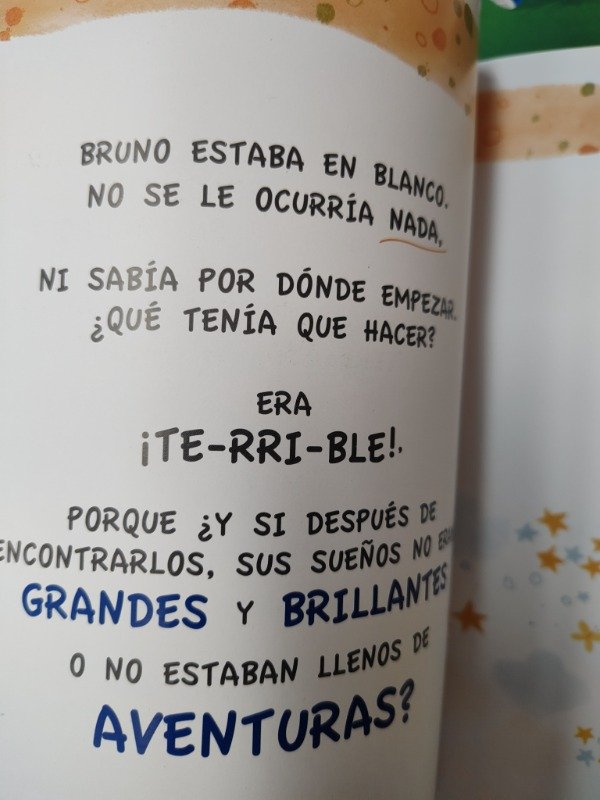 BRUNO ESTABA EN BLANCO.
NO SE LE OCURRÍA NADA,
NI SABÍA POR DÓNDE EMPEZAR.
¿QUÉ TENÍA QUE HACER?
ERA
¡TE-RRI-BLE!.
PORQUE ¿Y SI DESPUÉS DE
ENCONTRARLOS, SUS SUEÑOS NO
GRANDES Y BRILLANTES
O NO ESTABAN LLENOS DE
AVENTURAS?